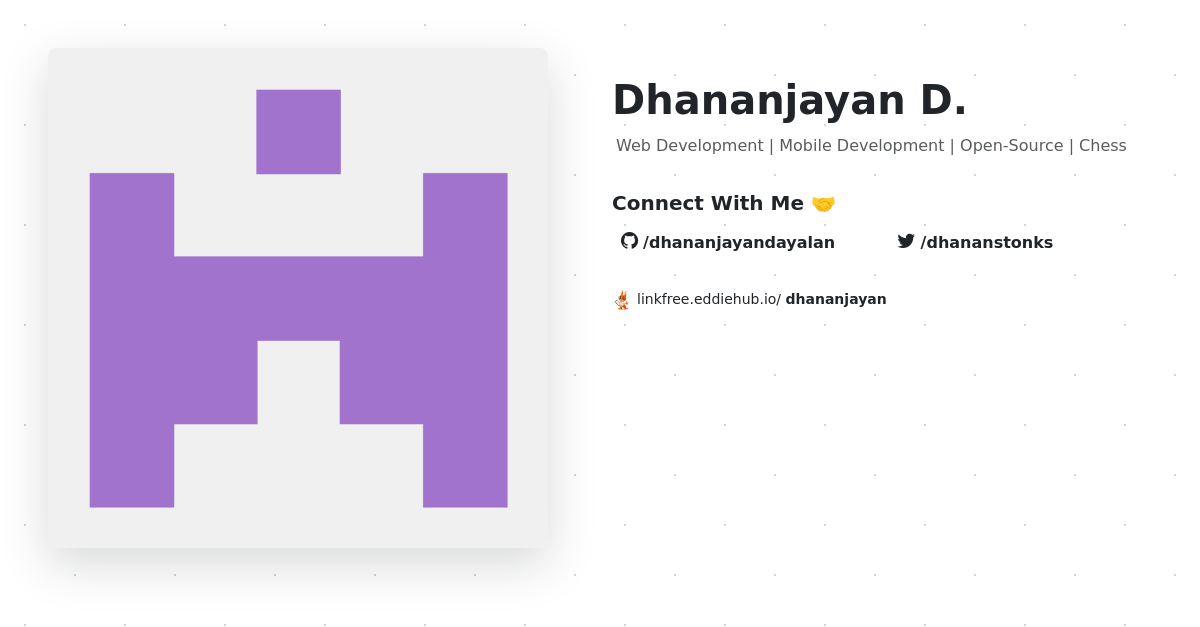 Dhananjayan D.
Web Development | Mobile Development | Open-Source | Chess
Connect With Me 🤝
/dhananjayandayalan /dhananstonks
linkfree.eddiehub.io/ dhananjayan